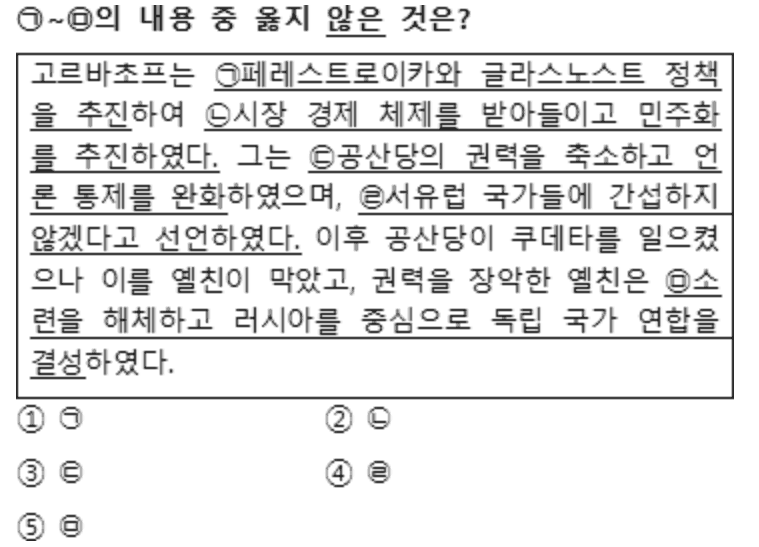 ㉠~㉤의 내용 중 옳지 않은 것은?
고르바초프는 ㉠페레스트로이카와 글라스노스트 정책
을 추진하여 ㉡시장 경제 체제를 받아들이고 민주화
를 추진하였다. 그는 ㉢공산당의 권력을 축소하고 언
론 통제를 완화하였으며, ㉣서유럽 국가들에 간섭하지
않겠다고 선언하였다. 이후 공산당이 쿠데타를 일으켰
으나 이를 옐친이 막았고, 권력을 장악한 옐친은 ㉤소
련을 해체하고 러시아를 중심으로 독립 국가 연합을
결성하였다.
① ㉠ ② ㉡
③ ㉢ ④ ㉣
⑤ ㉤